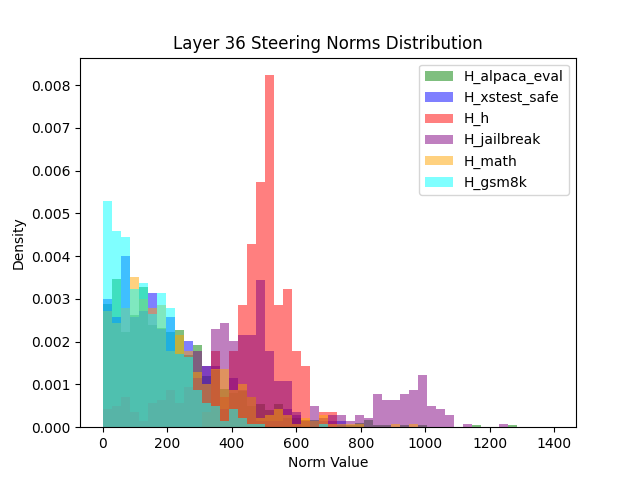 Layer 36 Steering Norms Distribution
H_alpaca_eval
H_xstest_safe
H_h
H_jailbreak
H_math
H_gsm8k
0.008
0.007
0.006
0.005
0.004
0.003
0.002
0.001
0.000
Density
0 200 400 600 800 1000 1200 1400
Norm Value